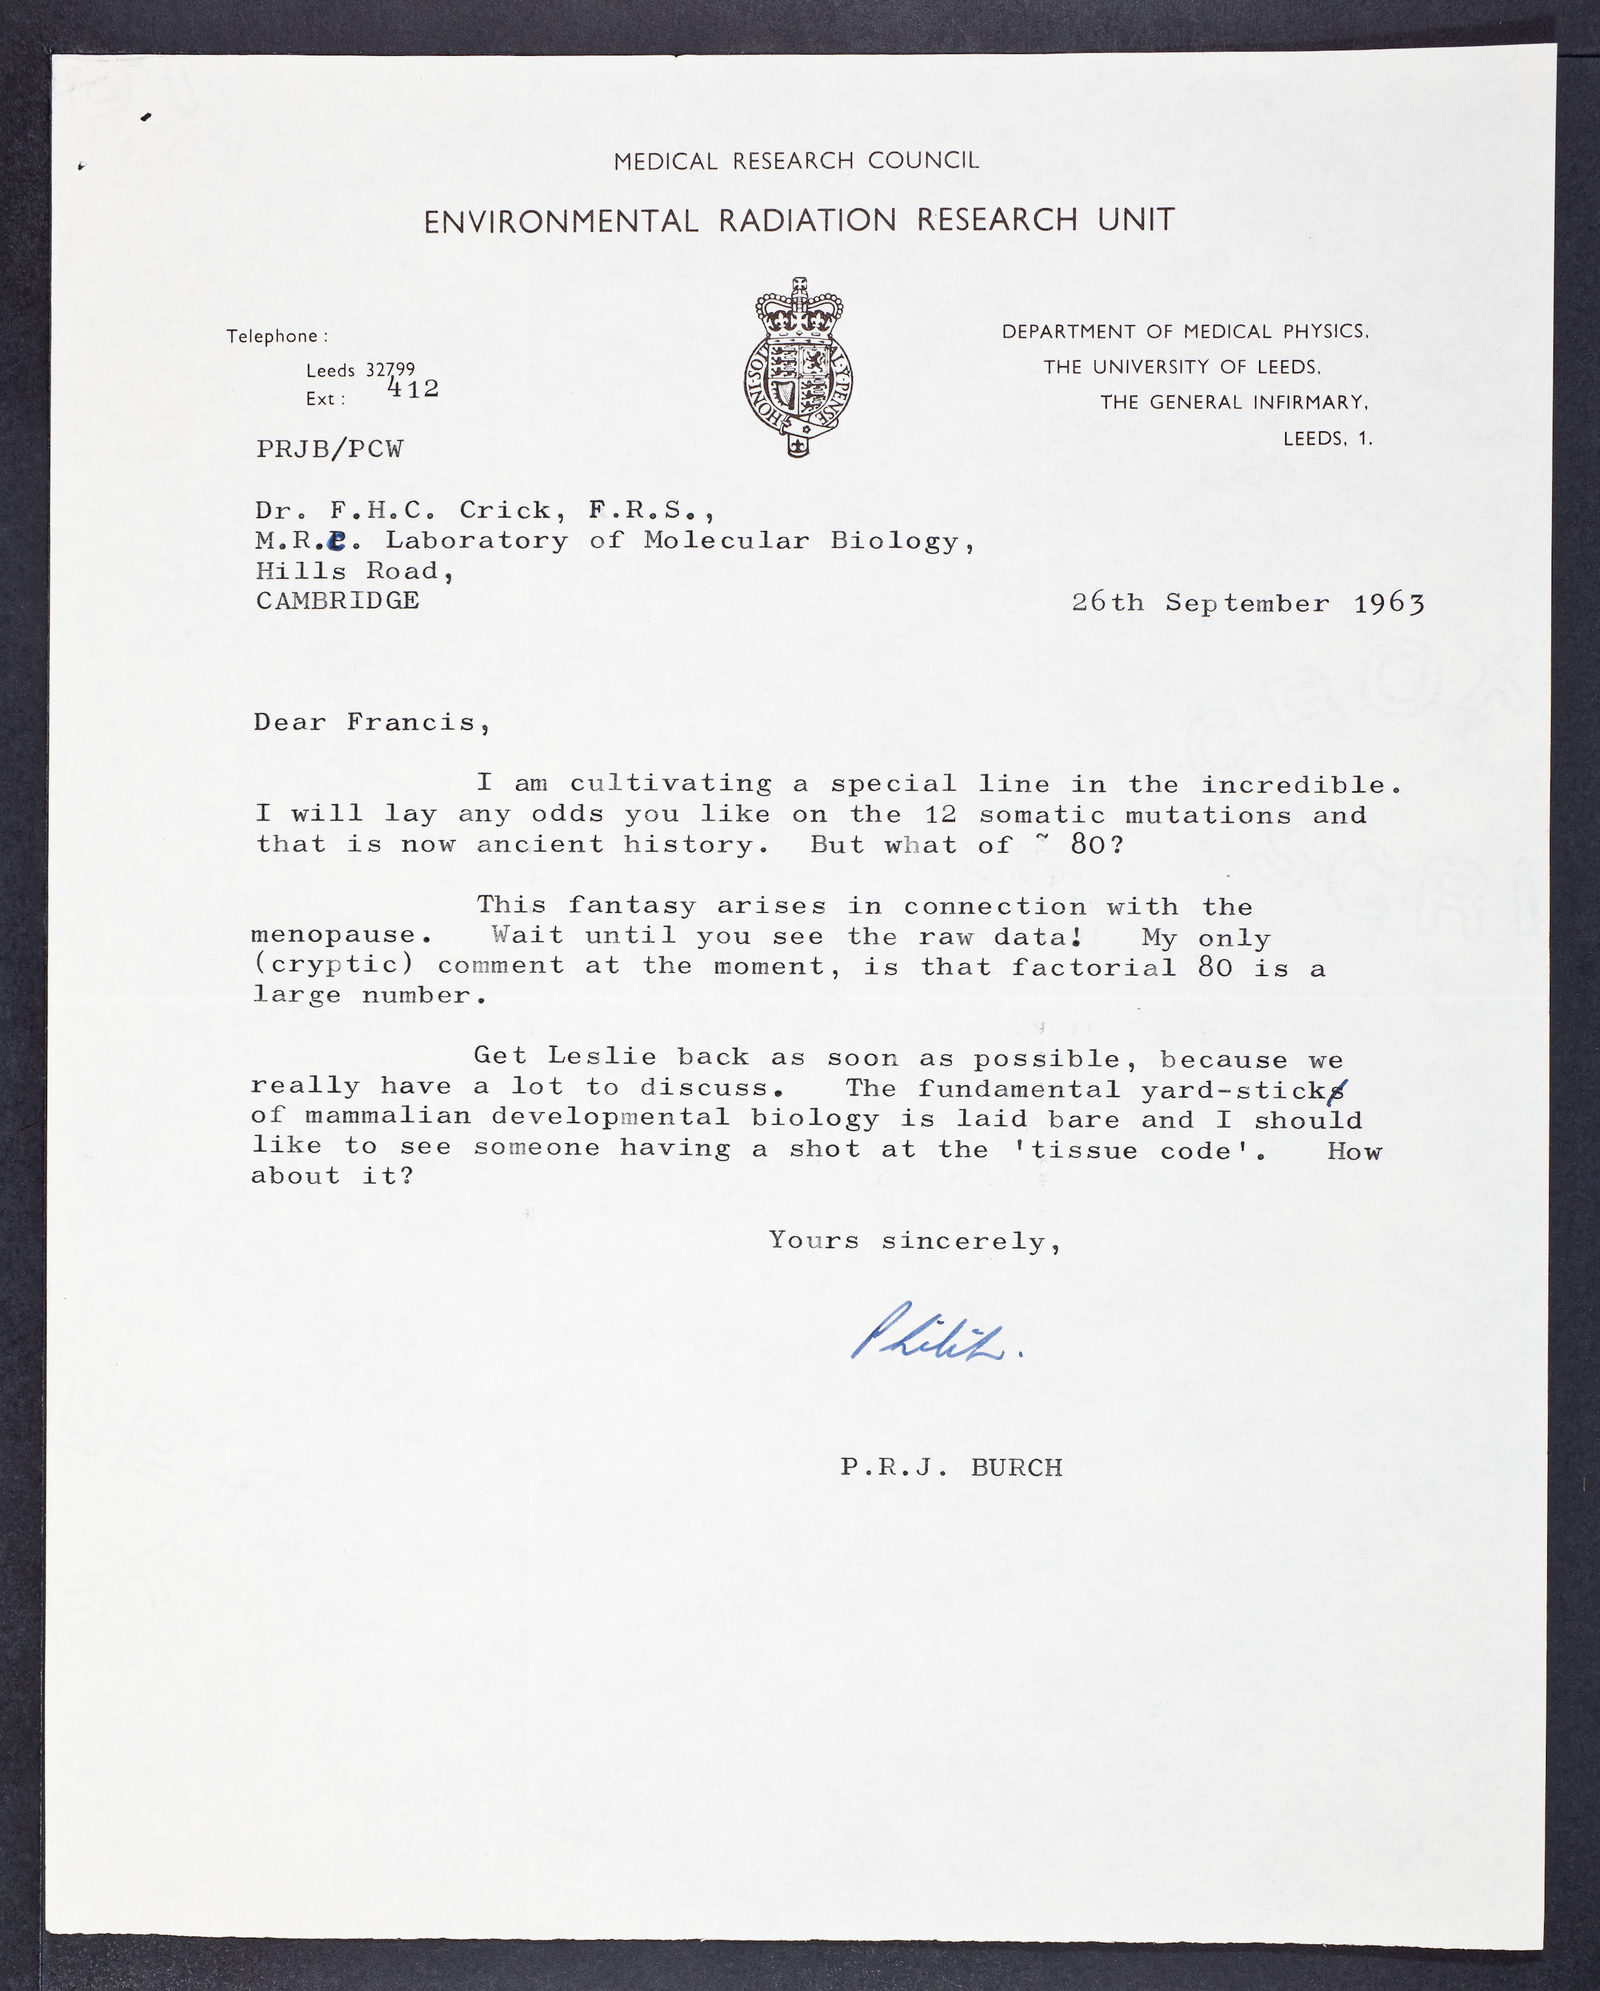 MEDICAL RESEARCH COUNCIL
ENVIRONMENTAL RADIATION RESEARCH UNIT
HONI·SOIT ALY·PENSE
Telephone :
Leeds 32799
Ext : 412
DEPARTMENT OF MEDICAL PHYSICS,
THE UNIVERSITY OF LEEDS,
THE GENERAL INFIRMARY,
LEEDS, 1.
PRJB/PCW
Dr. F.H.C. Crick, F.R.S.,
M.R.C. Laboratory of Molecular Biology,
Hills Road,
CAMBRIDGE
26th September 1963
Dear Francis,
I am cultivating a special line in the incredible.
I will lay any odds you like on the 12 somatic mutations and
that is now ancient history. But what of ~ 80?
This fantasy arises in connection with the
menopause. Wait until you see the raw data! My only
(cryptic) comment at the moment, is that factorial 80 is a
large number.
Get Leslie back as soon as possible, because we
really have a lot to discuss. The fundamental yard-stick
of mammalian developmental biology is laid bare and I should
like to see someone having a shot at the 'tissue code'. How
about it?
Yours sincerely,
Philip.
P.R.J. BURCH